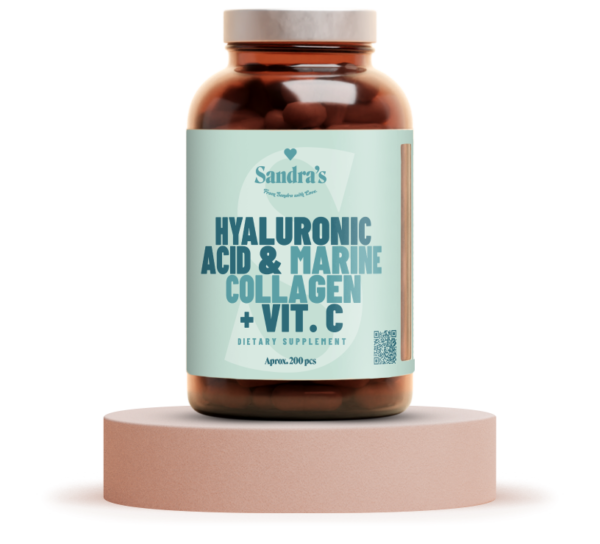 Sandra's
HYALURONIC
ACID & MARINE
COLLAGEN
+ VIT. C
DIETARY SUPPLEMENT
Aprox. 200 pcs